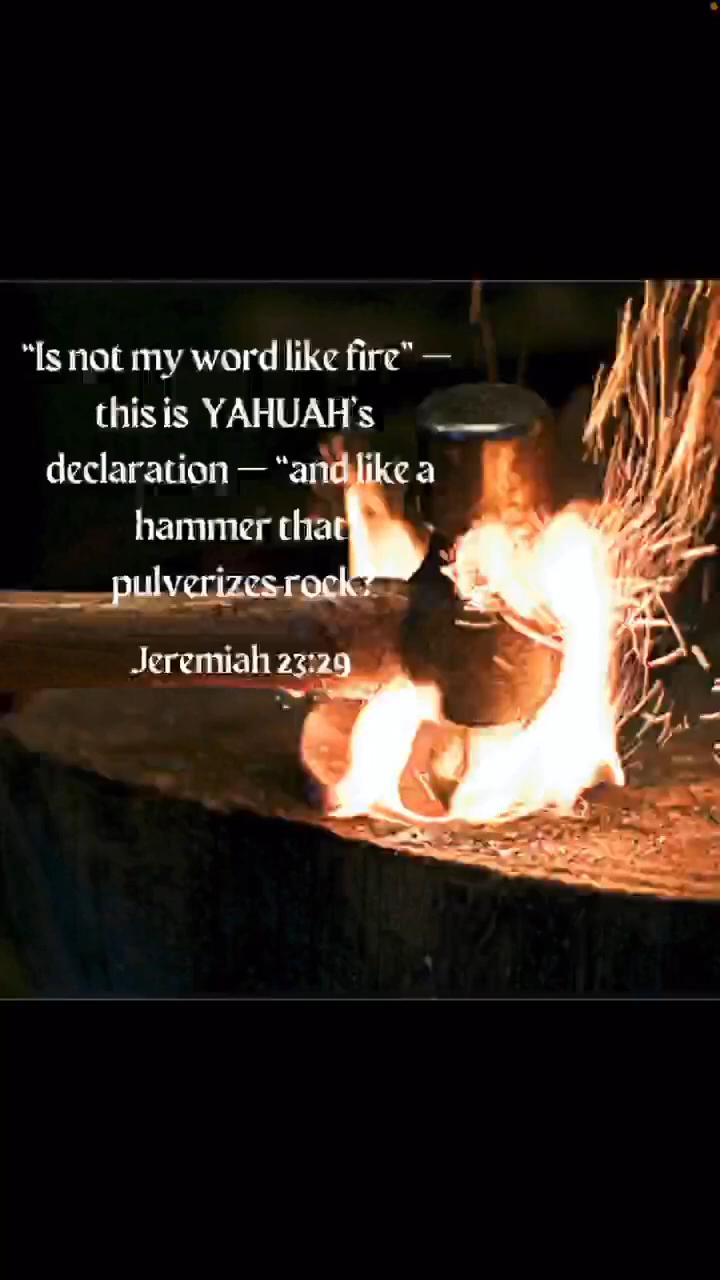 “Is not my word like fire” —
this is YAHUAH's
declaration — “and like a
hammer that
pulverizes rock?
Jeremiah 23:29